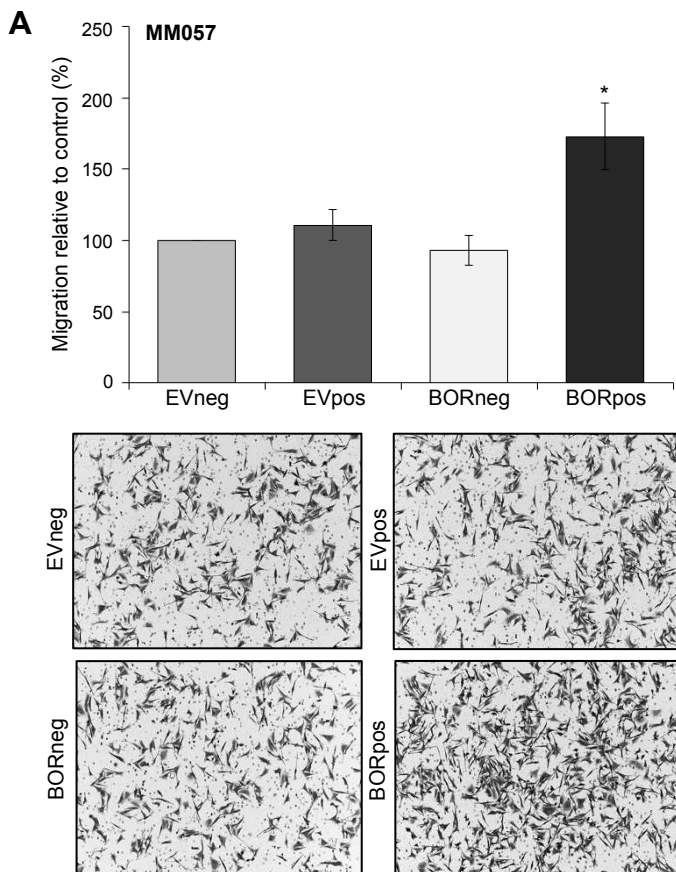 A
MM057
Migration relative to control (%)
250
200
150
100
50
0
*
EVneg EVpos BORneg BORpos
EVneg
EVpos
BORneg
BORpos